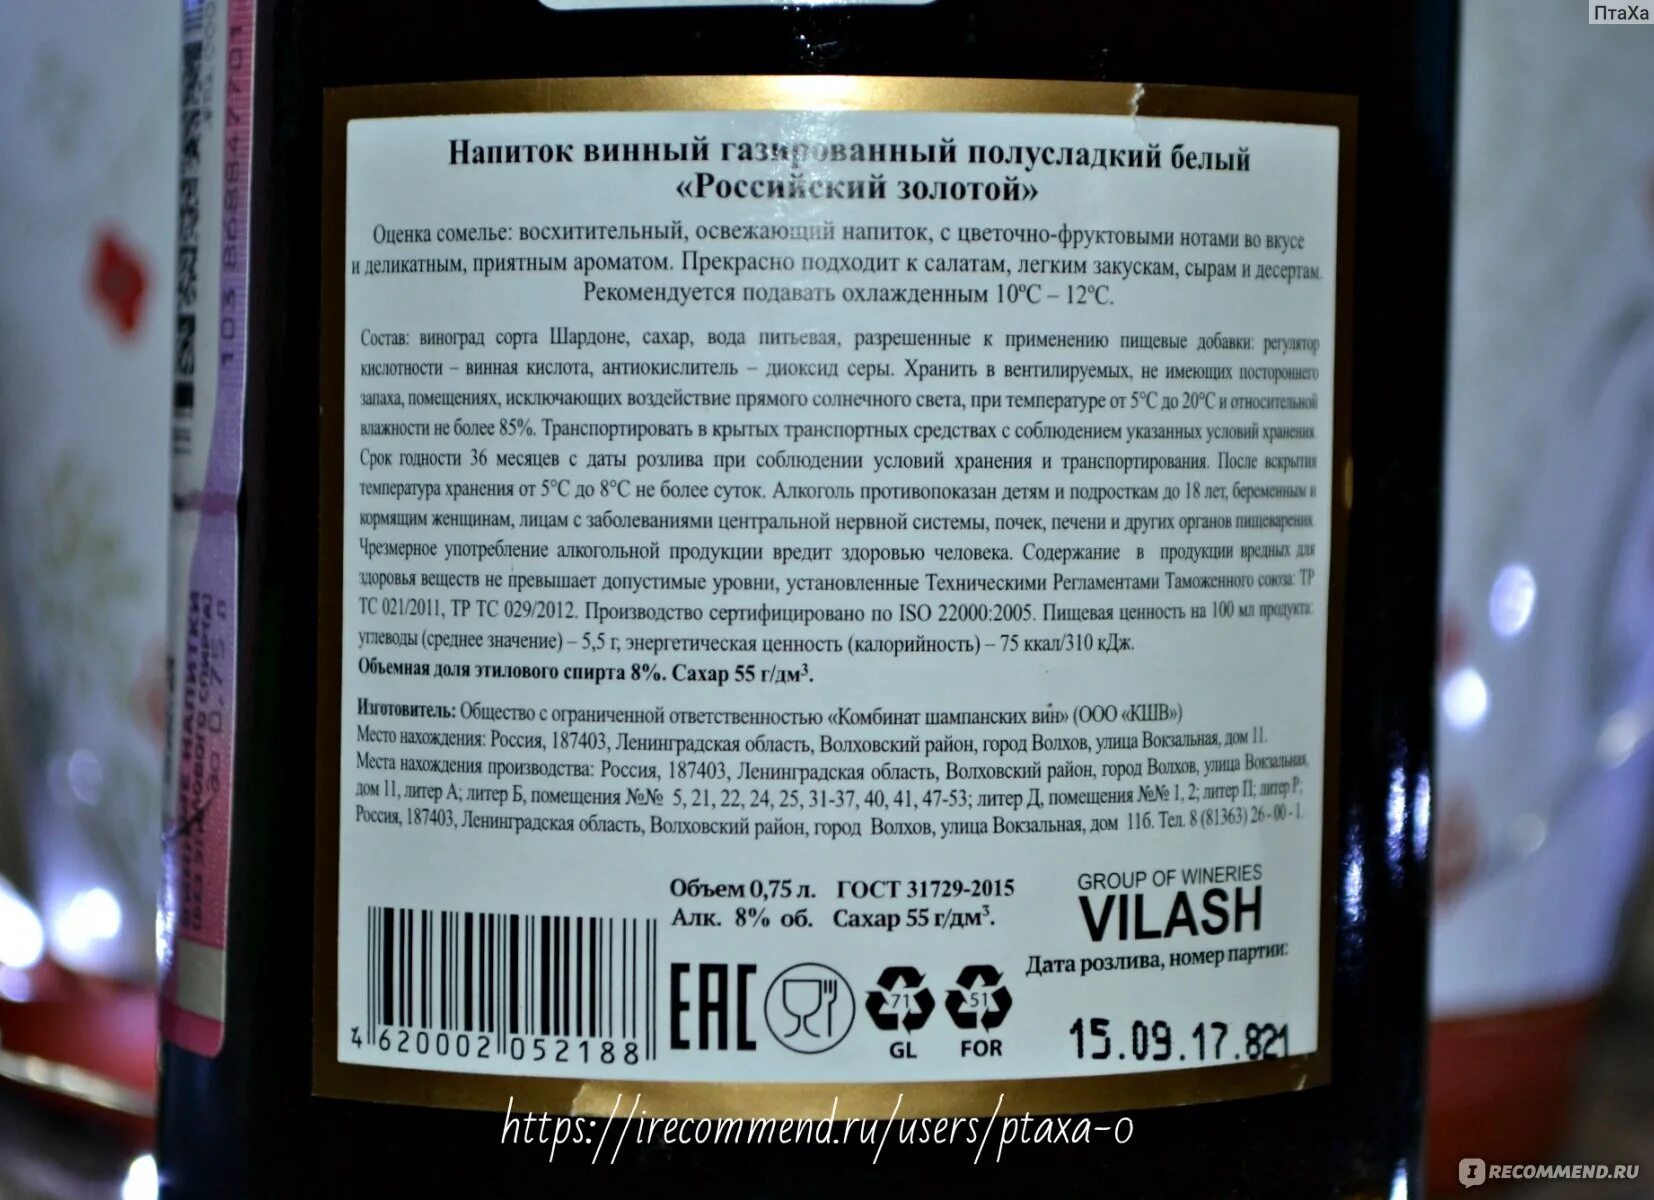 ПтаХа
Напиток винный газированный полусладкий белый
«Российский золотой»
Оценка сомелье: восхитительный, освежающий напиток, с цветочно-фруктовыми нотами во вкусе
и деликатным, приятным ароматом. Прекрасно подходит к салатам, легким закускам, сырам и десертам.
Рекомендуется подавать охлажденным 10°С – 12°С.
Состав: виноград сорта Шардоне, сахар, вода питьевая, разрешенные к применению пищевые добавки: регулятор
кислотности – винная кислота, антиокислитель – диоксид серы. Хранить в вентилируемых, не имеющих постороннего
запаха, помещениях, исключающих воздействие прямого солнечного света, при температуре от 5°С до 20°С и относительной
влажности не более 85%. Транспортировать в крытых транспортных средствах с соблюдением указанных условий хранения.
Срок годности 36 месяцев с даты розлива при соблюдении условий хранения и транспортирования. После вскрытия
температура хранения от 5°С до 8°С не более суток. Алкоголь противопоказан детям и подросткам до 18 лет, беременным и
кормящим женщинам, лицам с заболеваниями центральной нервной системы, почек, печени и других органов пищеварения.
Чрезмерное употребление алкогольной продукции вредит здоровью человека. Содержание в продукции вредных для
здоровья веществ не превышает допустимые уровни, установленные Техническими Регламентами Таможенного союза: ТР
ТС 021/2011, ТР ТС 029/2012. Производство сертифицировано по ISO 22000:2005. Пищевая ценность на 100 мл продукта:
углеводы (среднее значение) – 5,5 г, энергетическая ценность (калорийность) – 75 ккал/310 кДж.
Объемная доля этилового спирта 8%. Сахар 55 г/дм³.
Изготовитель: Общество с ограниченной ответственностью «Комбинат шампанских вин» (ООО «КШВ»)
Место нахождения: Россия, 187403, Ленинградская область, Волховский район, город Волхов, улица Вокзальная, дом 11.
Места нахождения производства: Россия, 187403, Ленинградская область, Волховский район, город Волхов, улица Вокзальная,
дом 11, литер А; литер Б, помещения №№ 5, 21, 22, 24, 25, 31-37, 40, 41, 47-53; литер Д, помещения №№ 1, 2; литер П; литер Р;
Россия, 187403, Ленинградская область, Волховский район, город Волхов, улица Вокзальная, дом 11б. Тел. 8 (81363) 26-00-1
Объем 0,75 л. ГОСТ 31729-2015
Алк. 8% об. Сахар 55 г/дм³.
GROUP OF WINERIES
VILASH
Дата розлива, номер партии:
15.09.17.821
EAC
71
GL
51
FOR
4 620002 052188
ВИННЫЕ НАПИТКИ
до 0,75 л
https://irecommend.ru/users/ptaxa-0
IRECOMMEND.RU